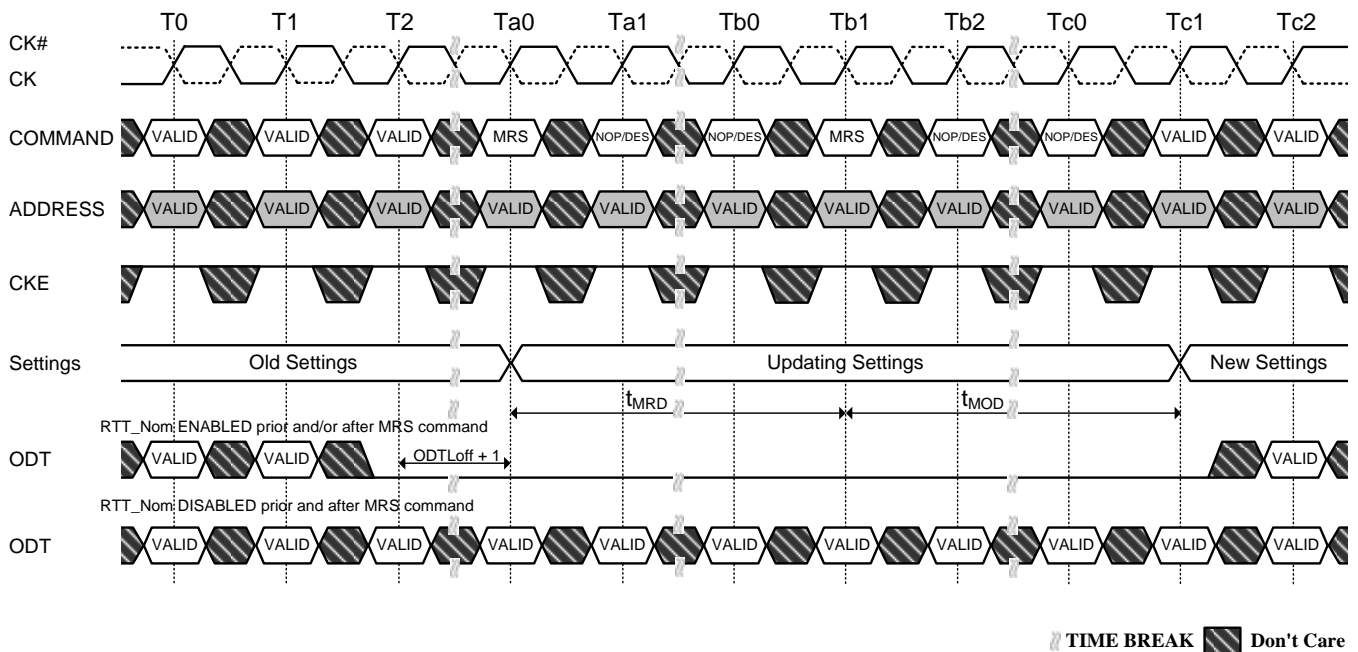 T0 T1 T2 Ta0 Ta1 Tb0 Tb1 Tb2 Tc0 Tc1 Tc2
CK#
CK
COMMAND VALID VALID VALID MRS NOP/DES NOP/DES MRS NOP/DES NOP/DES VALID VALID
ADDRESS VALID VALID VALID VALID VALID VALID VALID VALID VALID VALID VALID
CKE
Settings Old Settings Updating Settings New Settings
tMRD tMOD
RTT_Nom ENABLED prior and/or after MRS command
ODT VALID VALID ODTLoff + 1 VALID
RTT_Nom DISABLED prior and after MRS command
ODT VALID VALID VALID VALID VALID VALID VALID VALID VALID VALID VALID
TIME BREAK Don't Care